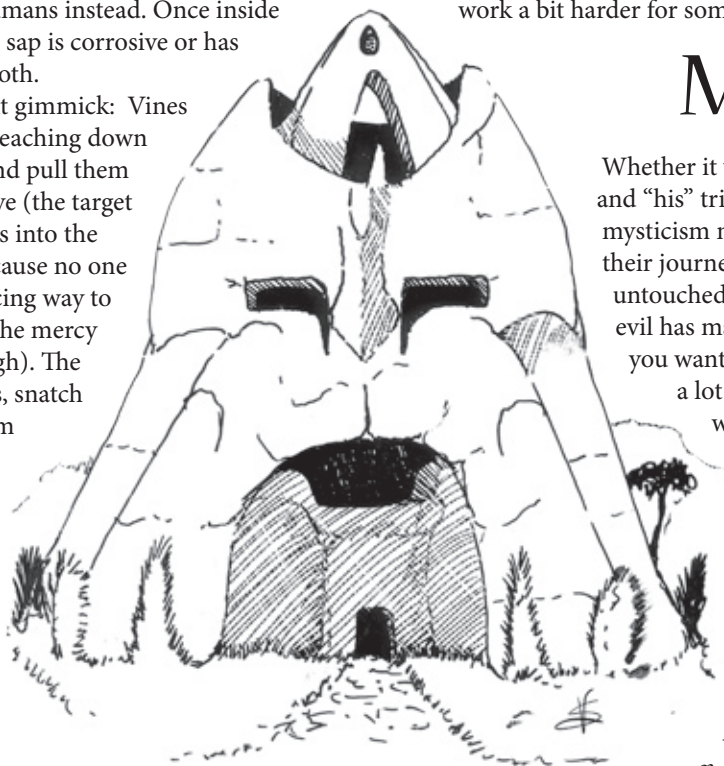 umans instead. Once inside
sap is corrosive or has
oth.
t gimmick: Vines
eaching down
nd pull them
ve (the target
s into the
cause no one
cing way to
he mercy
gh). The
s, snatch
m
work a bit harder for som
M
Whether it
and “his” tri
mysticism
their journe
untouched
evil has m
you want
a lot
w